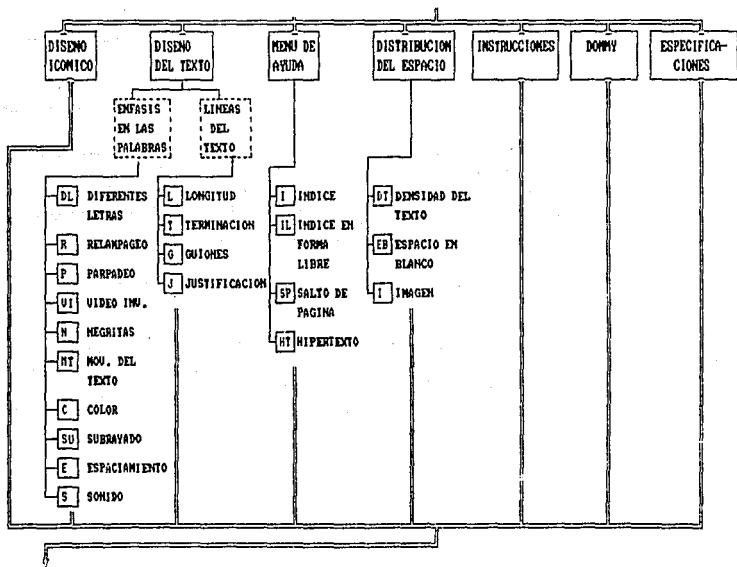 DISENO
ICONICO
DISENO
DEL TEXTO
MENU DE
AYUDA
DISTRIBUCION
DEL ESPACIO
INSTRUCCIONES
DOMMY
ESPECIFICA-
CIONES
ENFASIS
EN LAS
PALABRAS
LINEAS
DEL
TEXTO
DL DIFERENTES
LETRAS
R RELAMPAGEO
P PARPADEO
VI VIDEO INV.
N NEGRITAS
MT MOV. DEL
TEXTO
C COLOR
SU SUBRAYADO
E ESPACIAMIENTO
S SONIDO
L LONGITUD
T TERMINACION
G GUIONES
J JUSTIFICACION
I INDICE
IL INDICE EN
FORMA
LIBRE
SP SALTO DE
PAGINA
HT HIPERTEXTO
DT DENSIDAD DEL
TEXTO
EB ESPACIO EN
BLANCO
I IMAGEN